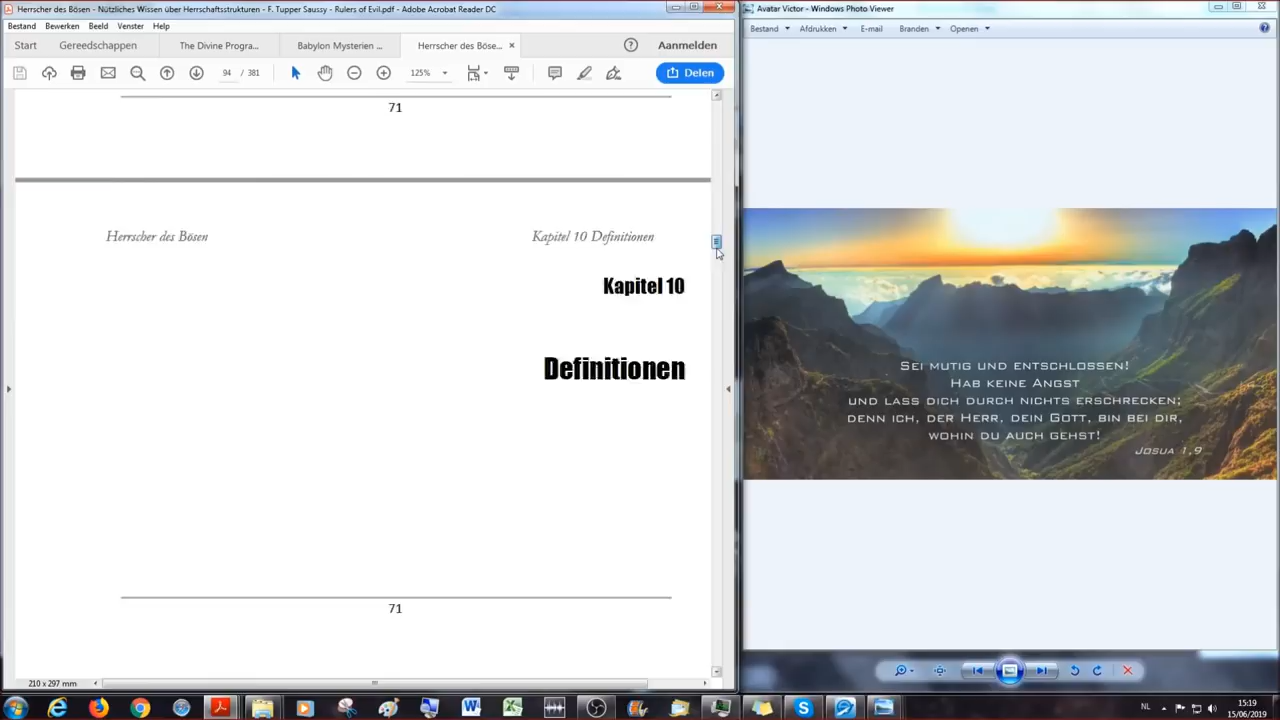 Herrscher des Bösen - Nützliches Wissen über Herrschaftsstrukturen - F. Tupper Saussy - Rulers of Evil.pdf - Adobe Acrobat Reader DC
Bestand Bewerken Beeld Venster Help
Start Gereedschappen The Divine Progra... Babylon Mysterien ... Herrscher des Böse... × Aanmelden
94 / 381 125% Delen
71
Herrscher des Bösen Kapitel 10 Definitionen
Kapitel 10
Definitionen
71
210 x 297 mm
Avatar Victor - Windows Photo Viewer
Bestand Afdrukken E-mail Branden Openen
Sei mutig und entschlossen!
Hab keine Angst
und lass dich durch nichts erschrecken;
denn ich, der Herr, dein Gott, bin bei dir,
wohin du auch gehst!
Josua 1,9
NL 15:19
15/06/2019